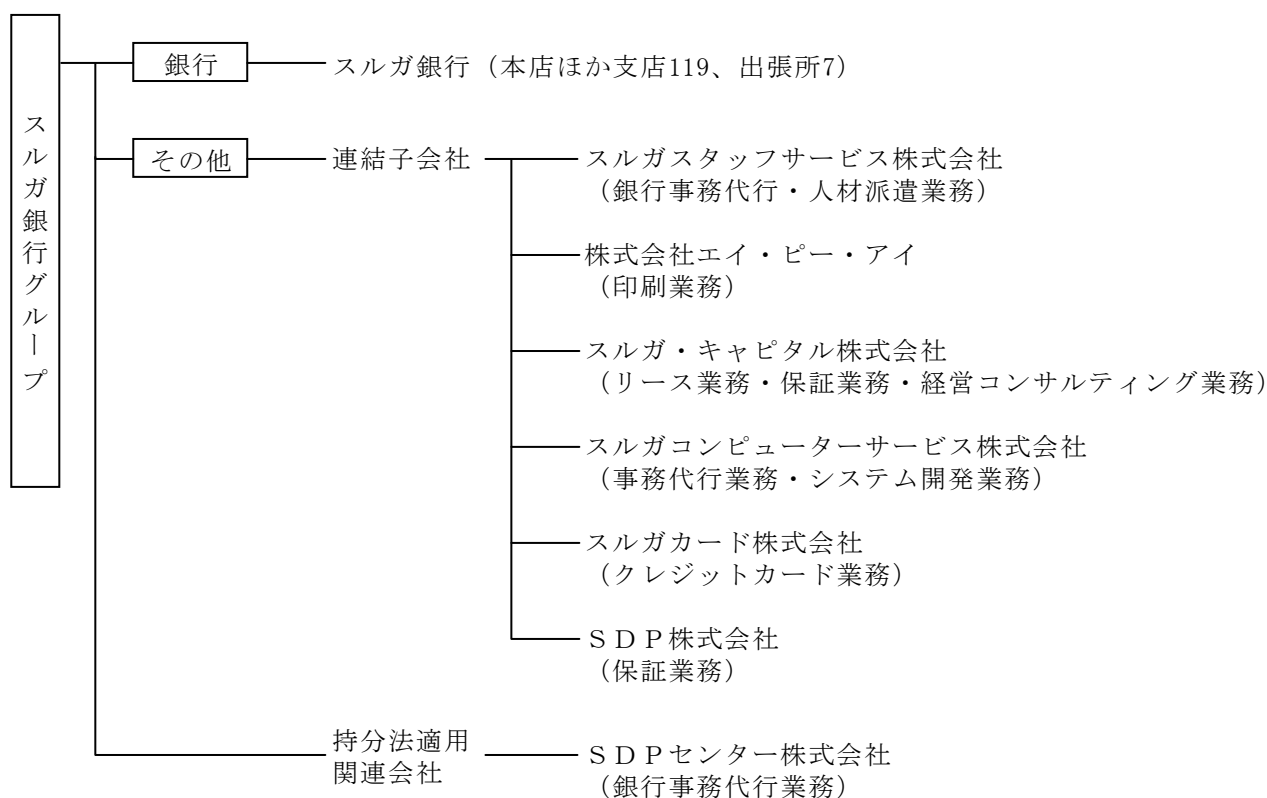 スルガ銀行グループ
銀行
スルガ銀行（本店ほか支店119、出張所7）
その他
連結子会社
スルガスタッフサービス株式会社
（銀行事務代行・人材派遣業務）
株式会社エイ・ピー・アイ
（印刷業務）
スルガ・キャピタル株式会社
（リース業務・保証業務・経営コンサルティング業務）
スルガコンピューターサービス株式会社
（事務代行業務・システム開発業務）
スルガカード株式会社
（クレジットカード業務）
ＳＤＰ株式会社
（保証業務）
持分法適用
関連会社
ＳＤＰセンター株式会社
（銀行事務代行業務）